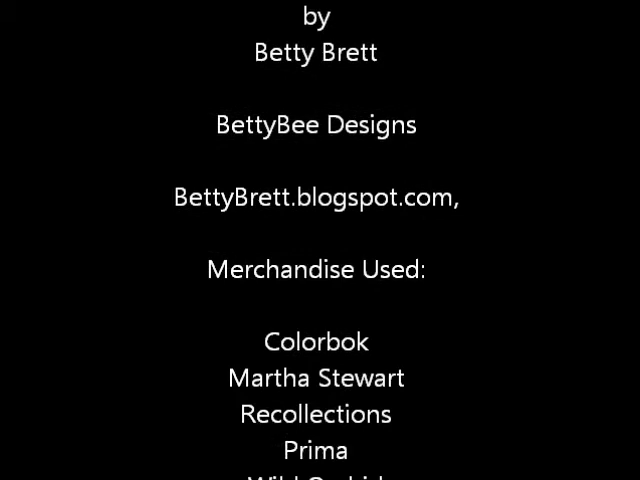 by
Betty Brett
BettyBee Designs
BettyBrett.blogspot.com,
Merchandise Used:
Colorbok
Martha Stewart
Recollections
Prima